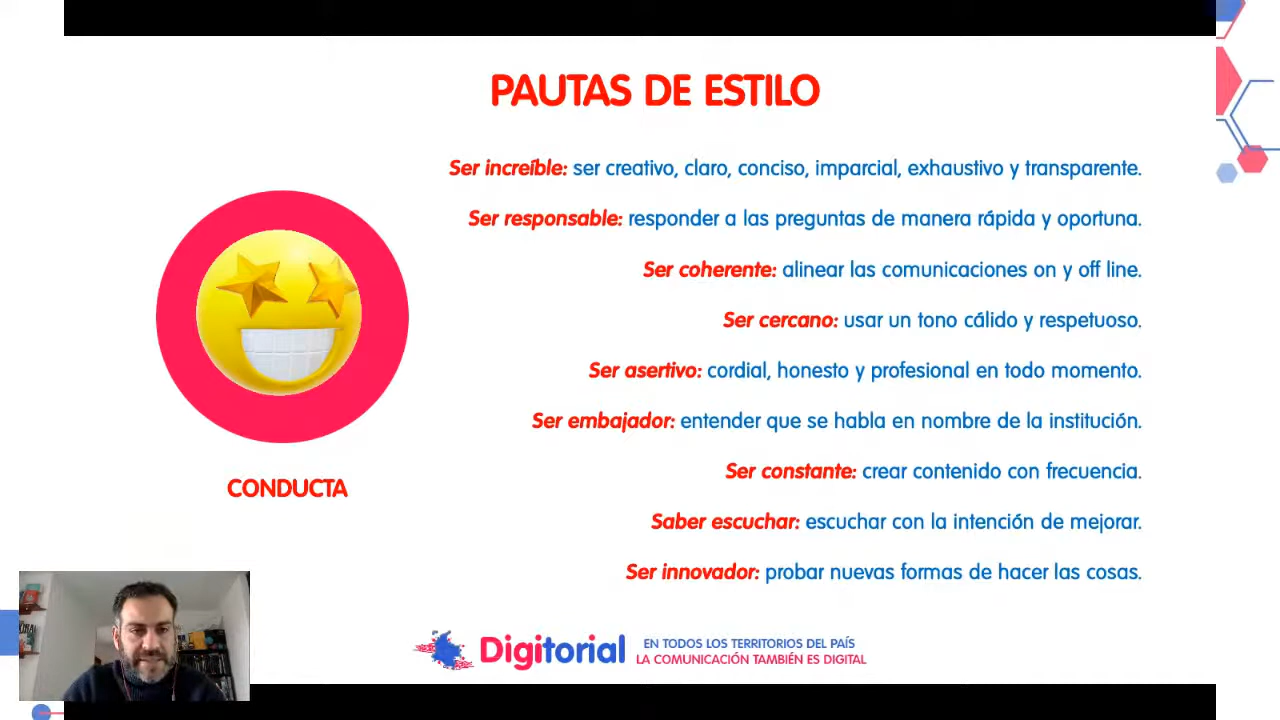 PAUTAS DE ESTILO
Ser increíble: ser creativo, claro, conciso, imparcial, exhaustivo y transparente.
Ser responsable: responder a las preguntas de manera rápida y oportuna.
Ser coherente: alinear las comunicaciones on y off line.
Ser cercano: usar un tono cálido y respetuoso.
Ser asertivo: cordial, honesto y profesional en todo momento.
Ser embajador: entender que se habla en nombre de la institución.
Ser constante: crear contenido con frecuencia.
Saber escuchar: escuchar con la intención de mejorar.
Ser innovador: probar nuevas formas de hacer las cosas.
CONDUCTA
Digitorial
EN TODOS LOS TERRITORIOS DEL PAÍS
LA COMUNICACIÓN TAMBIÉN ES DIGITAL